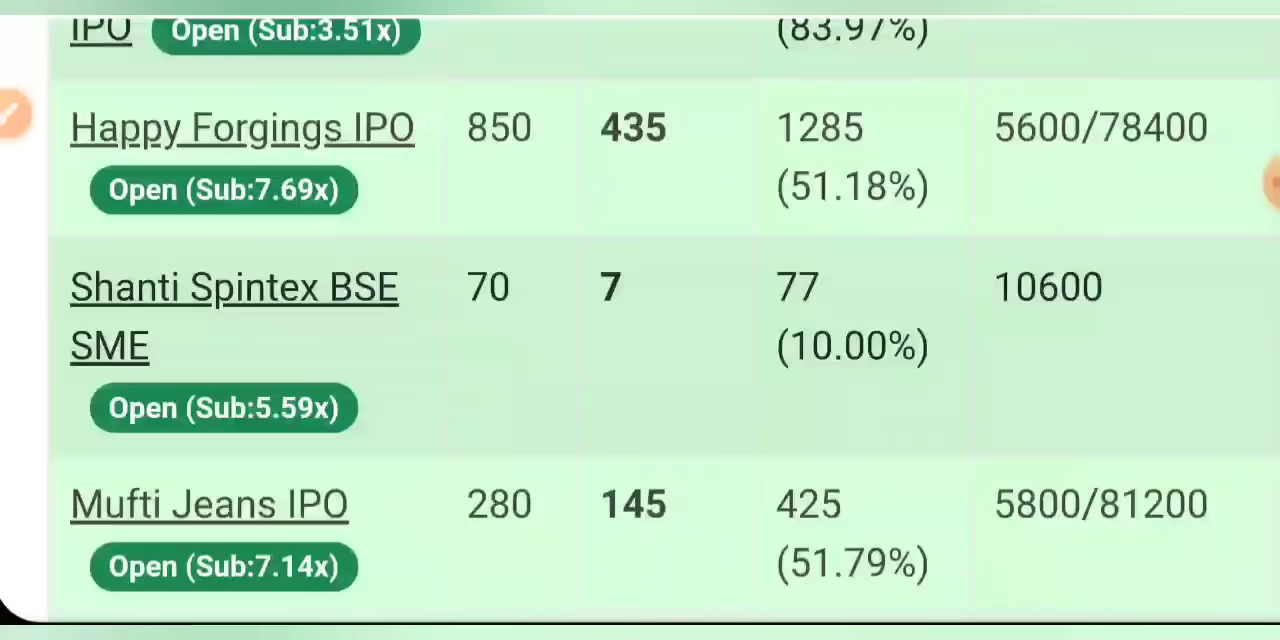 IPO Open (Sub:3.51x) (83.97%)
Happy Forgings IPO 850 435 1285 5600/78400
Open (Sub:7.69x) (51.18%)
Shanti Spintex BSE 70 7 77 10600
SME (10.00%)
Open (Sub:5.59x)
Mufti Jeans IPO 280 145 425 5800/81200
Open (Sub:7.14x) (51.79%)